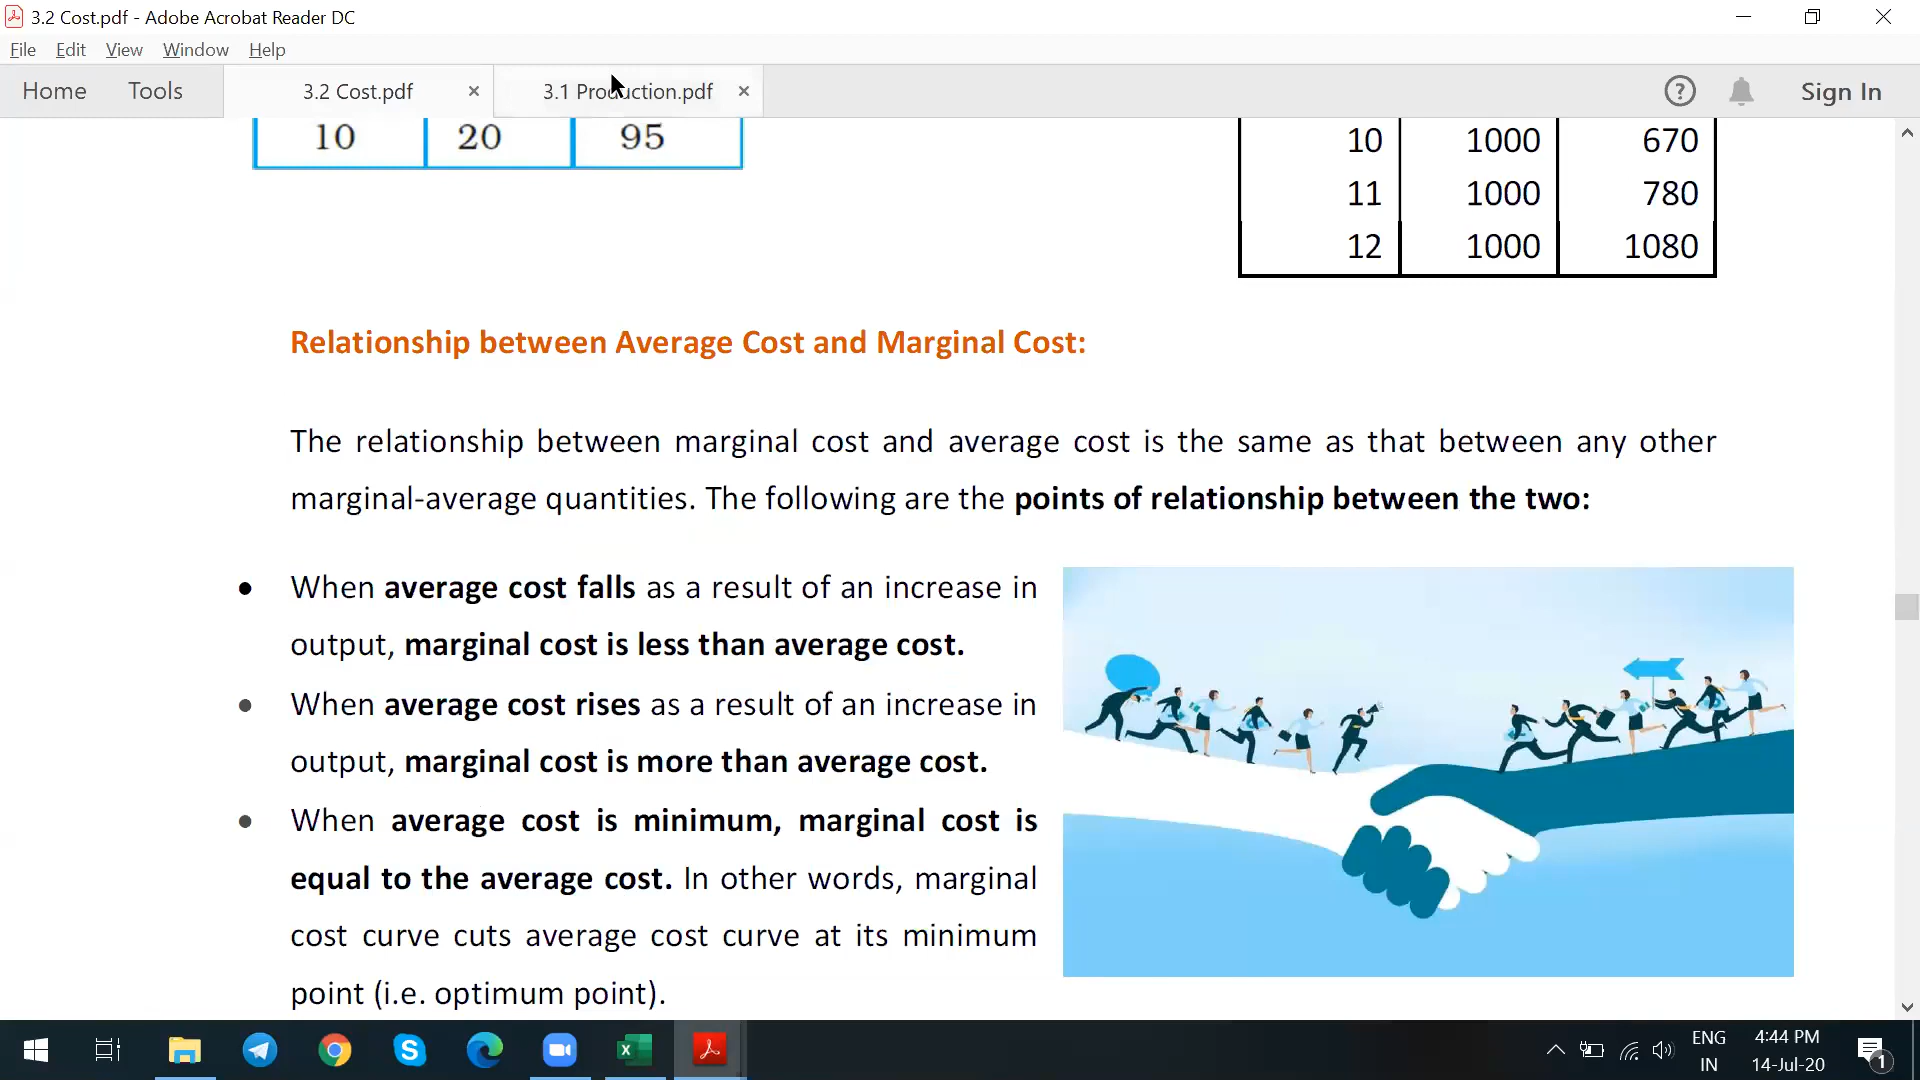 3.2 Cost.pdf - Adobe Acrobat Reader DC
File Edit View Window Help
Home Tools 3.2 Cost.pdf × 3.1 Production.pdf × ? Sign In
10 20 95
10 1000 670
11 1000 780
12 1000 1080
Relationship between Average Cost and Marginal Cost:
The relationship between marginal cost and average cost is the same as that between any other
marginal-average quantities. The following are the points of relationship between the two:
• When average cost falls as a result of an increase in
output, marginal cost is less than average cost.
• When average cost rises as a result of an increase in
output, marginal cost is more than average cost.
• When average cost is minimum, marginal cost is
equal to the average cost. In other words, marginal
cost curve cuts average cost curve at its minimum
point (i.e. optimum point).
ENG 4:44 PM
IN 14-Jul-20 1